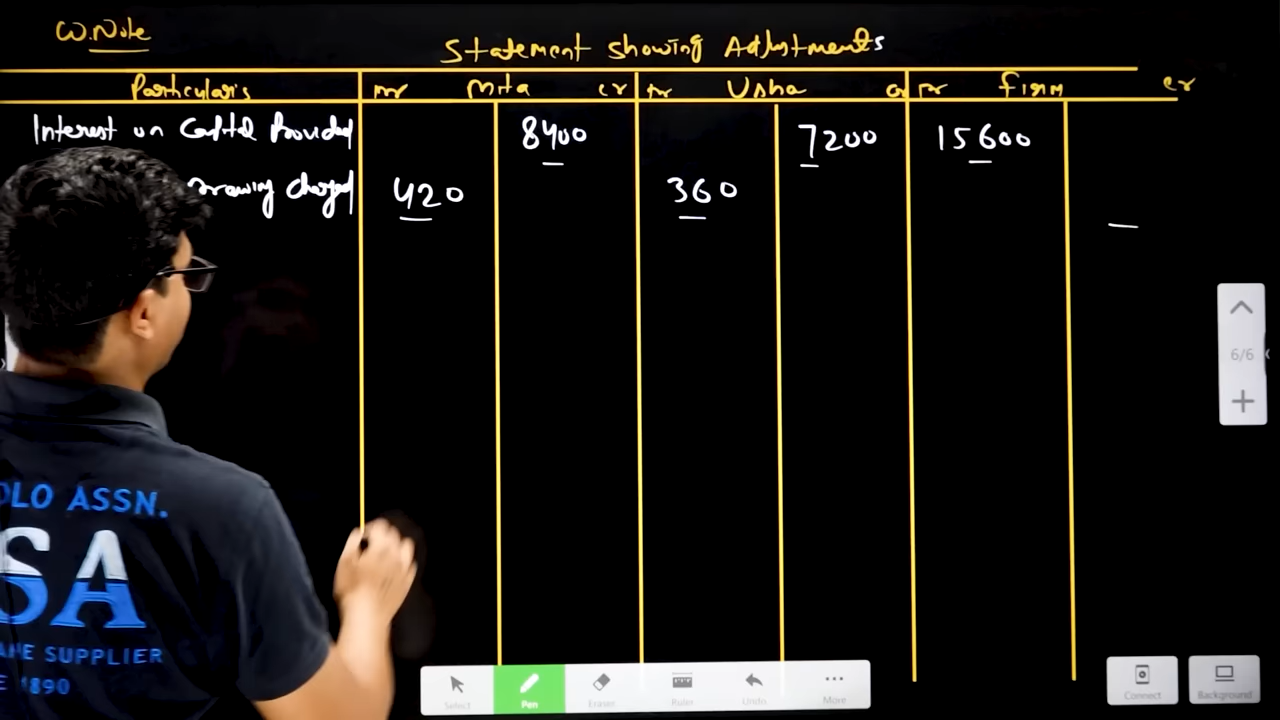 W.Note
Statement Showing Adjustments
Particulars Dr Mita Cr Dr Usha Cr Dr Firm Cr
Interest on Capital Provided 8400 7200 15600
Drawing Charged 420 360
6/6
OLO ASSN.
SA
SUPPLIER
1890
Select Pen Eraser Ruler Undo More
Connect Background